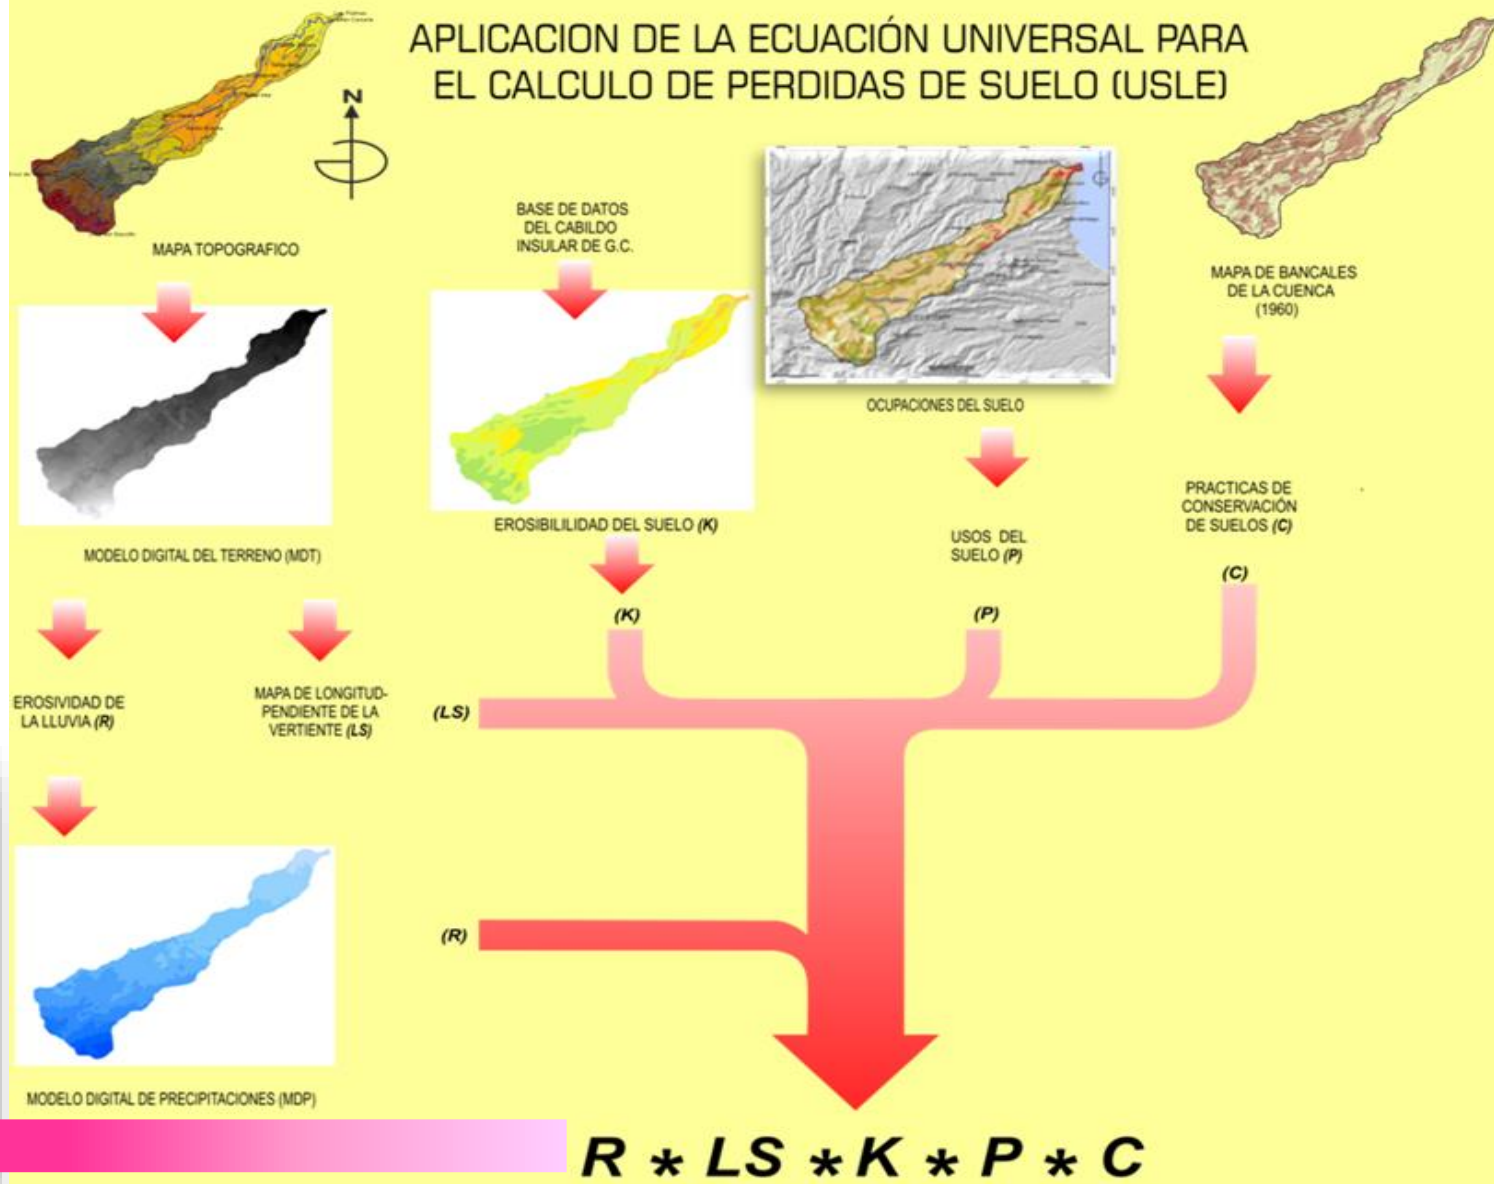 APLICACION DE LA ECUACIÓN UNIVERSAL PARA
EL CALCULO DE PERDIDAS DE SUELO (USLE)
N
MAPA TOPOGRAFICO
BASE DE DATOS
DEL CABILDO
INSULAR DE G.C.
OCUPACIONES DEL SUELO
MAPA DE BANCALES
DE LA CUENCA
(1960)
MODELO DIGITAL DEL TERRENO (MDT)
EROSIBILILIDAD DEL SUELO (K)
USOS DEL
SUELO (P)
PRACTICAS DE
CONSERVACIÓN
DE SUELOS (C)
(K)
(P)
(C)
EROSIVIDAD DE
LA LLUVIA (R)
MAPA DE LONGITUD-
PENDIENTE DE LA
VERTIENTE (LS)
(LS)
(R)
MODELO DIGITAL DE PRECIPITACIONES (MDP)
R * LS * K * P * C